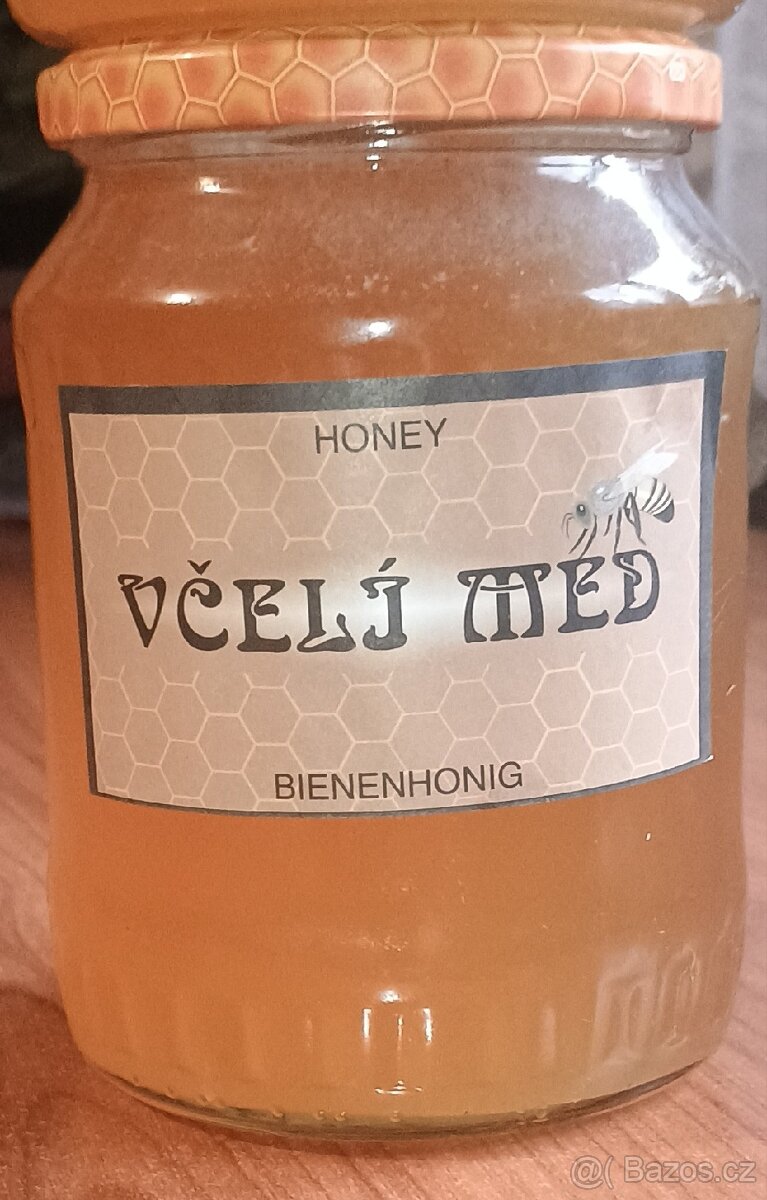 HONEY
VČELÍ MED
BIENENHONIG
@( Bazos.cz